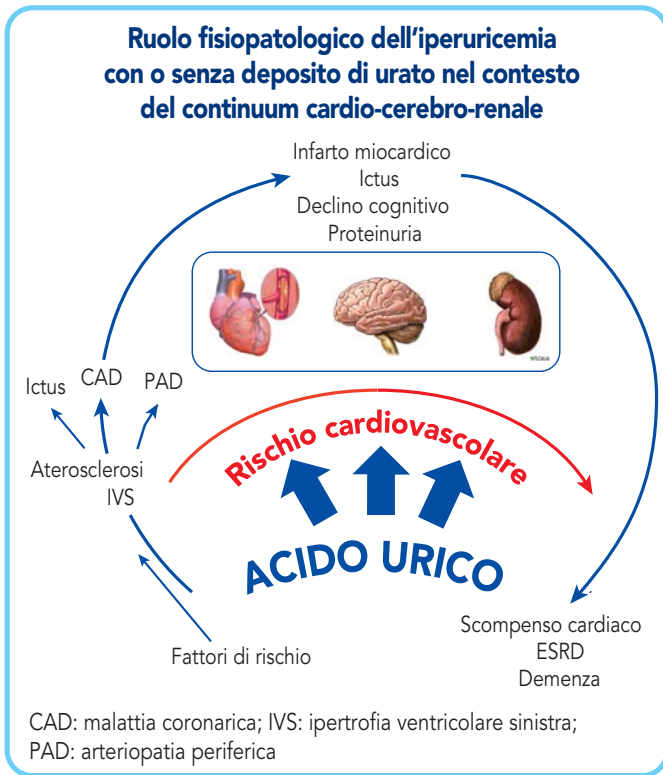 Ruolo fisiopatologico dell'iperuricemia
con o senza deposito di urato nel contesto
del continuum cardio-cerebro-renale
Infarto miocardico
Ictus
Declino cognitivo
Proteinuria
Ictus
CAD
PAD
Aterosclerosi
IVS
Rischio cardiovascolare
ACIDO URICO
Fattori di rischio
Scompenso cardiaco
ESRD
Demenza
CAD: malattia coronarica; IVS: ipertrofia ventricolare sinistra;
PAD: arteriopatia periferica